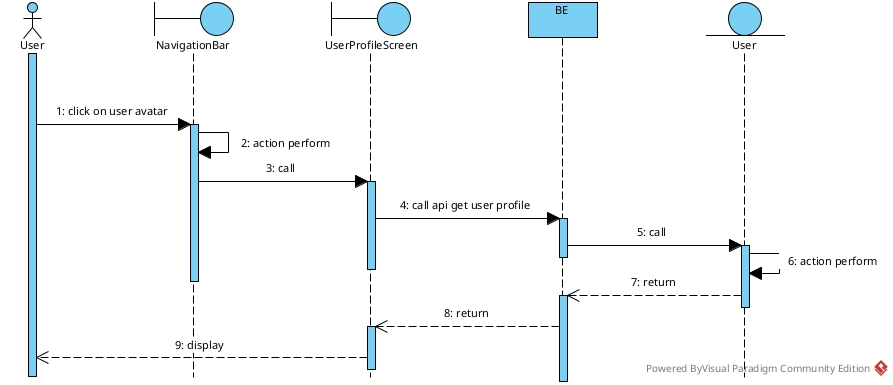 BE
User
NavigationBar
UserProfileScreen
User
1: click on user avatar
2: action perform
3: call
4: call api get user profile
5: call
6: action perform
7: return
8: return
9: display
Powered ByVisual Paradigm Community Edition